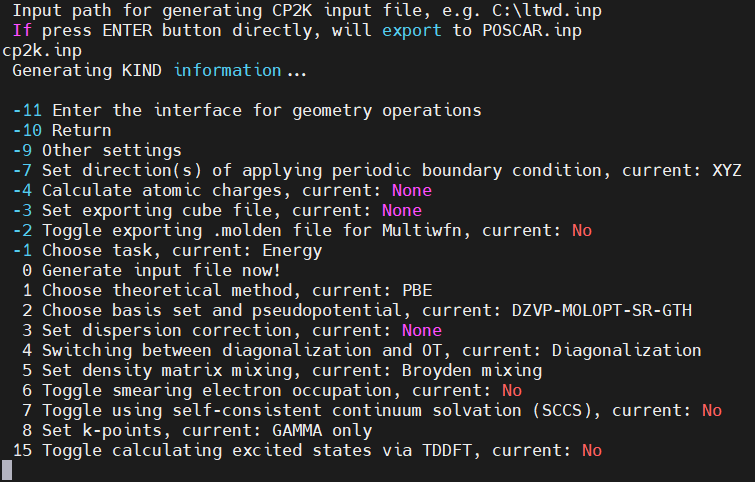 Input path for generating CP2K input file, e.g. C:\ltwd.inp
If press ENTER button directly, will export to POSCAR.inp
cp2k.inp
Generating KIND information...
-11 Enter the interface for geometry operations
-10 Return
-9 Other settings
-7 Set direction(s) of applying periodic boundary condition, current: XYZ
-4 Calculate atomic charges, current: None
-3 Set exporting cube file, current: None
-2 Toggle exporting .molden file for Multiwfn, current: No
-1 Choose task, current: Energy
0 Generate input file now!
1 Choose theoretical method, current: PBE
2 Choose basis set and pseudopotential, current: DZVP-MOLOPT-SR-GTH
3 Set dispersion correction, current: None
4 Switching between diagonalization and OT, current: Diagonalization
5 Set density matrix mixing, current: Broyden mixing
6 Toggle smearing electron occupation, current: No
7 Toggle using self-consistent continuum solvation (SCCS), current: No
8 Set k-points, current: GAMMA only
15 Toggle calculating excited states via TDDFT, current: No